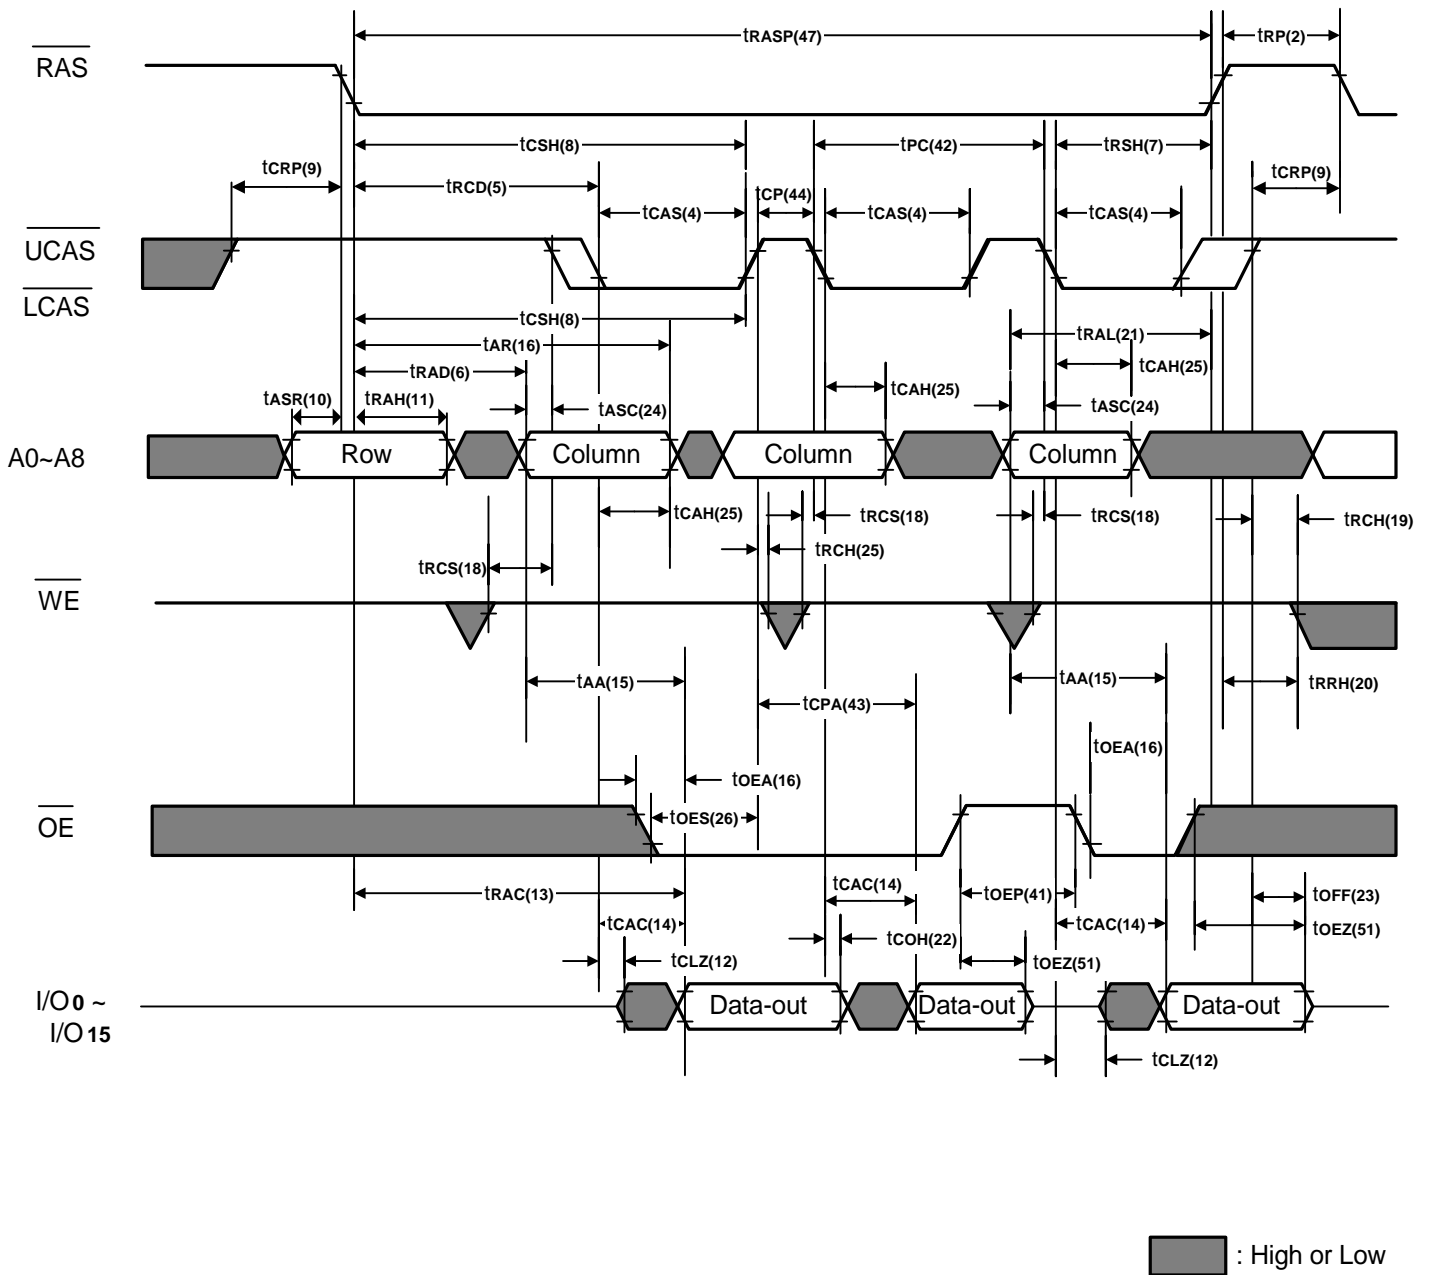 tRASP(47)
tRP(2)
RAS
tCSH(8)
tPC(42)
tRSH(7)
tCRP(9)
tRCD(5)
tCP(44)
tCRP(9)
tCAS(4)
tCAS(4)
tCAS(4)
UCAS
LCAS
tCSH(8)
tAR(16)
tRAL(21)
tRAD(6)
tCAH(25)
tASR(10)
tRAH(11)
tASC(24)
tCAH(25)
tASC(24)
A0~A8
Row
Column
Column
Column
tCAH(25)
tRCS(18)
tRCS(18)
tRCH(19)
tRCH(25)
tRCS(18)
WE
tAA(15)
tAA(15)
tRRH(20)
tCPA(43)
tOEA(16)
tOEA(16)
OE
tOES(26)
tRAC(13)
tCAC(14)
tOEP(41)
tOFF(23)
tCAC(14)
tCOH(22)
tCAC(14)
tOEZ(51)
tCLZ(12)
tOEZ(51)
I/O0 ~
I/O15
Data-out
Data-out
Data-out
tCLZ(12)
: High or Low